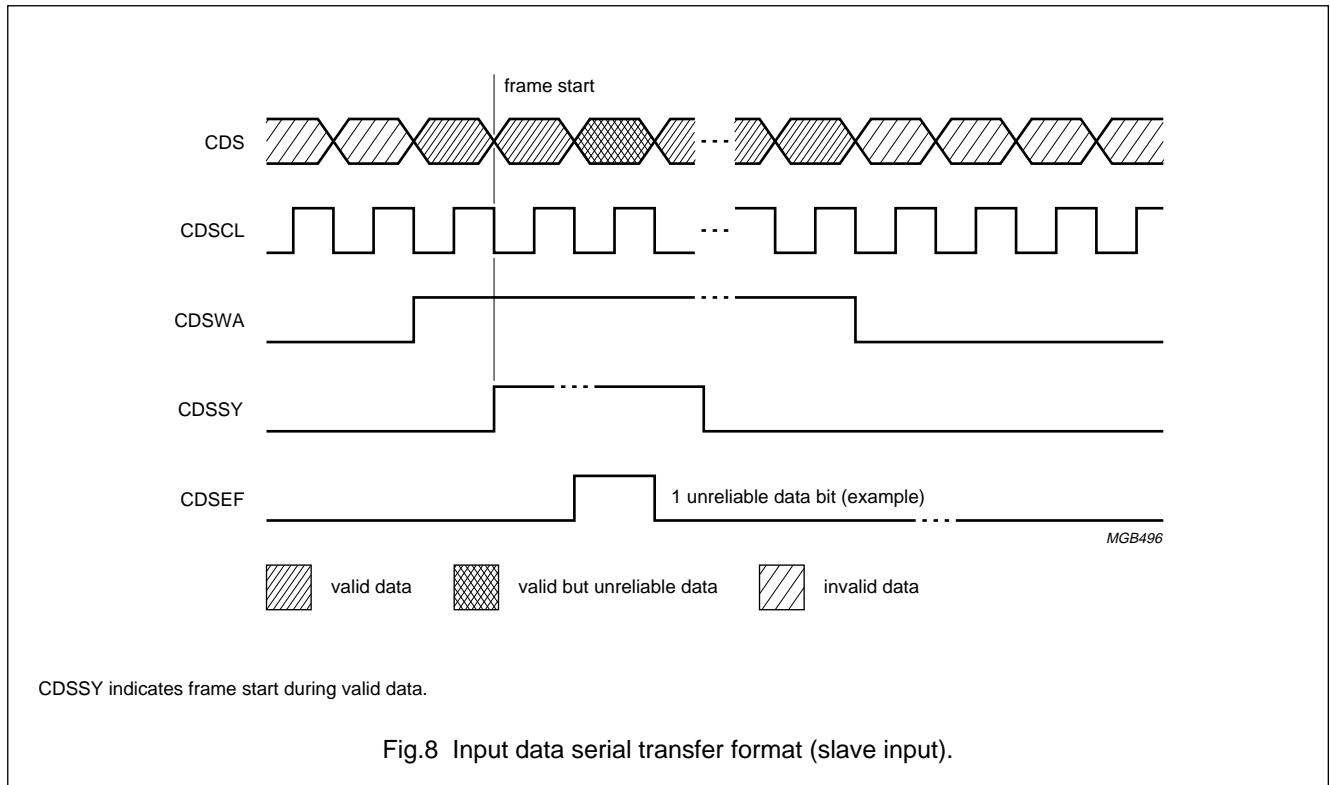 frame start
CDS
CDSCL
CDSWA
CDSSY
CDSEF
1 unreliable data bit (example)
MGB496
valid data
valid but unreliable data
invalid data
CDSSY indicates frame start during valid data.
Fig.8 Input data serial transfer format (slave input).